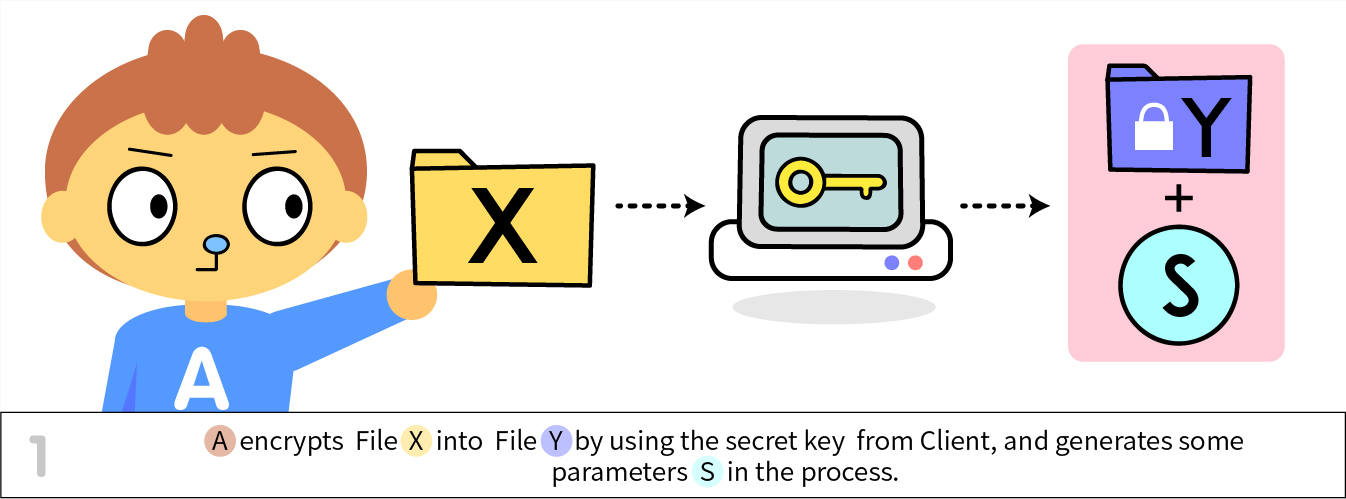 A
X
Y
+
S
1
A encrypts File X into File Y by using the secret key from Client, and generates some
parameters S in the process.